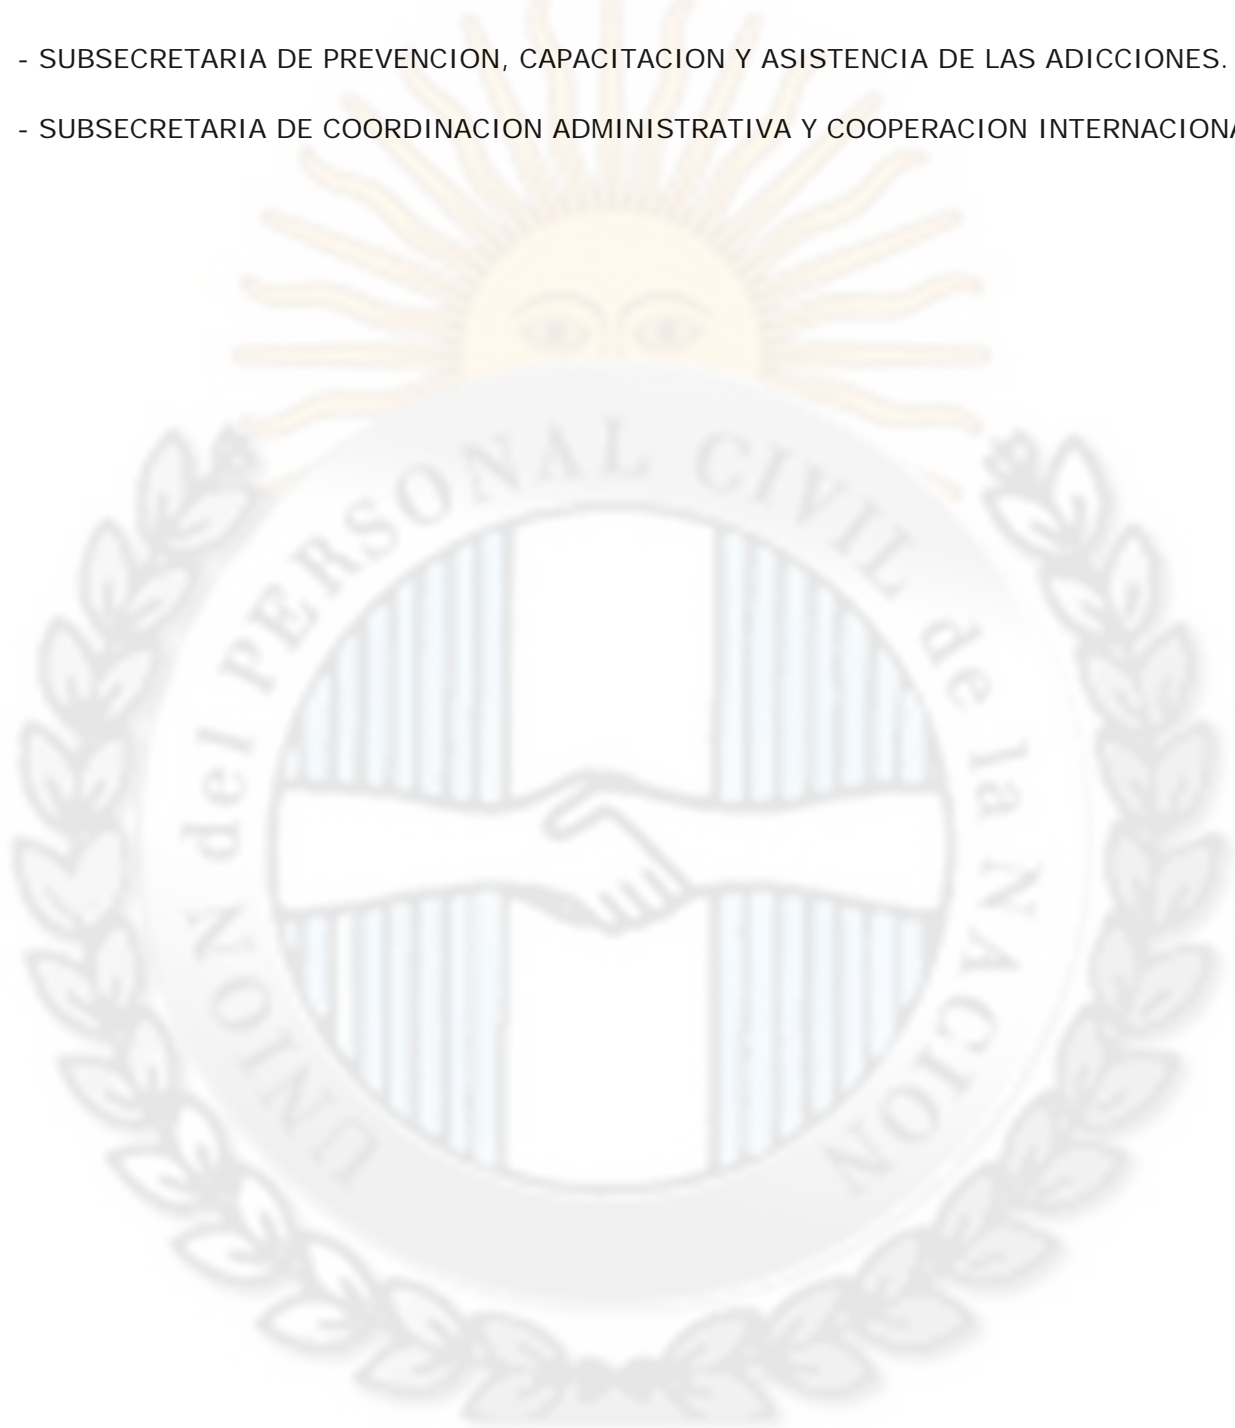 - SUBSECRETARIA DE PREVENCION, CAPACITACION Y ASISTENCIA DE LAS ADICCIONES.
- SUBSECRETARIA DE COORDINACION ADMINISTRATIVA Y COOPERACION INTERNACIONA
UNION del PERSONAL CIVIL de la NACION